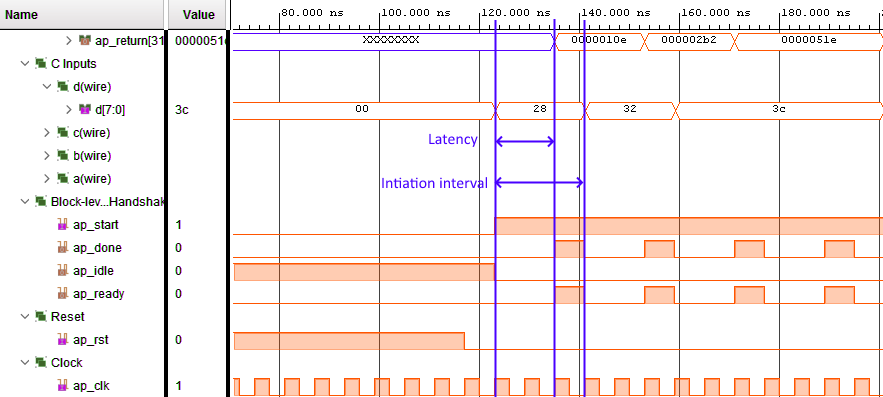 Name Value 80.000 ns 100.000 ns 120.000 ns 140.000 ns 160.000 ns 180.000 ns
ap_return[31 0000051 XXXXXXXX 0000010e 000002b2 0000051e
C Inputs
d(wire)
d[7:0] 3c 00 28 32 3c
c(wire) Latency
b(wire)
a(wire) Intiation interval
Block-lev...Handshak
ap_start 1
ap_done 0
ap_idle 0
ap_ready 0
Reset
ap_rst 0
Clock
ap_clk 1